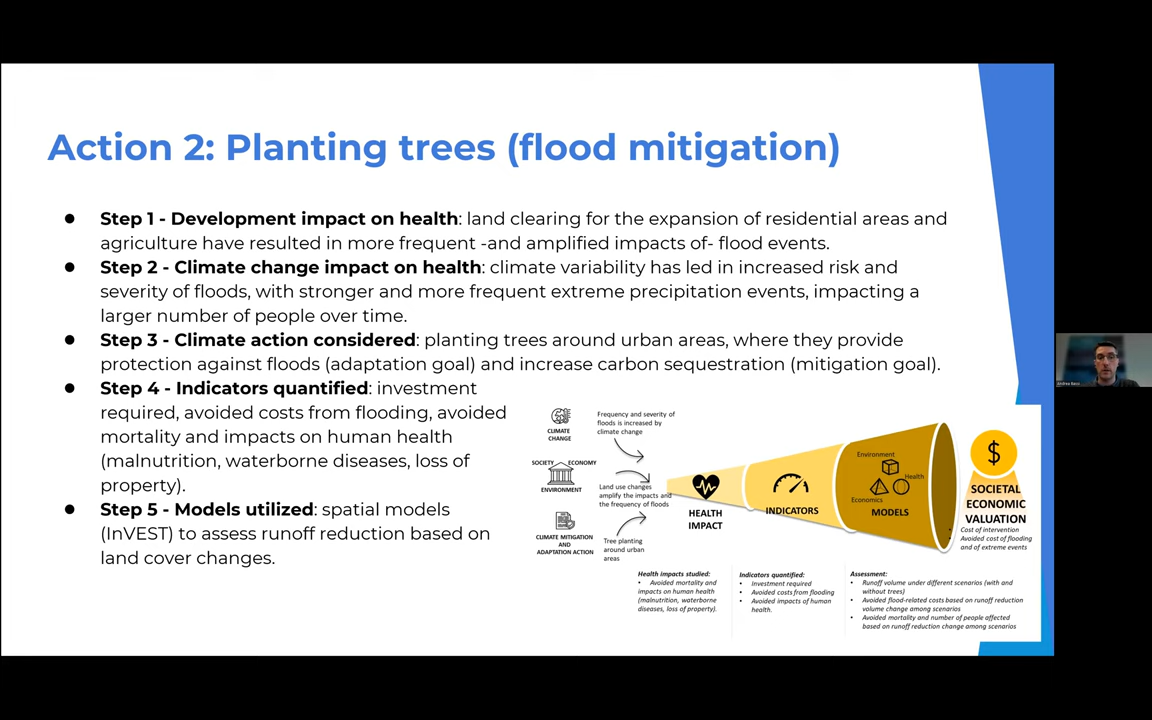 Action 2: Planting trees (flood mitigation)
● Step 1 - Development impact on health: land clearing for the expansion of residential areas and
agriculture have resulted in more frequent -and amplified impacts of- flood events.
● Step 2 - Climate change impact on health: climate variability has led in increased risk and
severity of floods, with stronger and more frequent extreme precipitation events, impacting a
larger number of people over time.
● Step 3 - Climate action considered: planting trees around urban areas, where they provide
protection against floods (adaptation goal) and increase carbon sequestration (mitigation goal).
● Step 4 - Indicators quantified: investment
required, avoided costs from flooding, avoided
mortality and impacts on human health
(malnutrition, waterborne diseases, loss of
property).
● Step 5 - Models utilized: spatial models
(InVEST) to assess runoff reduction based on
land cover changes.
CLIMATE
CHANGE
Frequency and severity of
floods is increased by
climate change
SOCIETY ECONOMY
ENVIRONMENT
Land use changes
amplify the impacts and
the frequency of floods
CLIMATE MITIGATION
AND
ADAPTATION ACTION
Tree planting
around urban
areas
HEALTH
IMPACT
INDICATORS
Environment
Health
Economics
MODELS
$
SOCIETAL
ECONOMIC
VALUATION
• Cost of intervention
• Avoided cost of flooding
and of extreme events
Health impacts studied:
• Avoided mortality and
impacts on human health
(malnutrition, waterborne
diseases, loss of property).
Indicators quantified:
• Investment required
• Avoided costs from flooding
• Avoided impacts of human
health.
Assessment:
• Runoff volume under different scenarios (with and
without trees)
• Avoided flood-related costs based on runoff reduction
volume change among scenarios
• Avoided mortality and number of people affected
based on runoff reduction change among scenarios